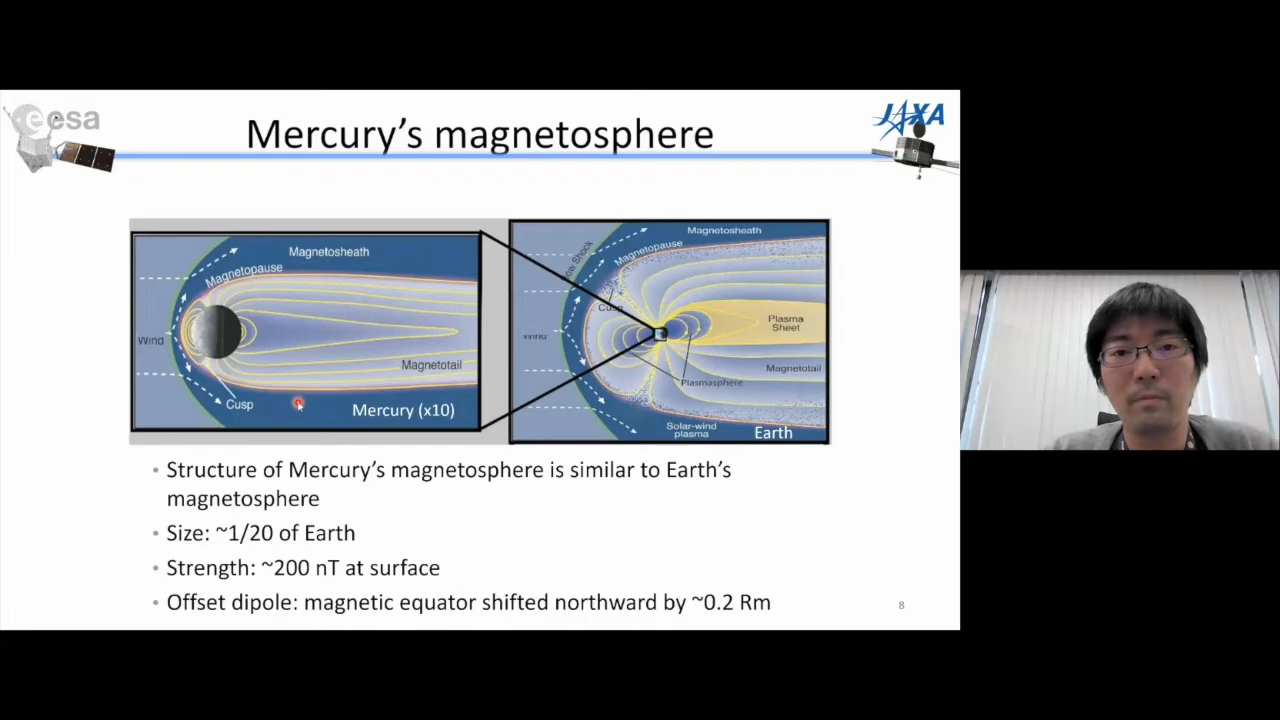 esa
JAXA
Mercury's magnetosphere
Magnetosheath
Magnetopause
Wind
Magnetotail
Cusp
Mercury (x10)
Magnetosheath
Magnetopause
Cusp
Wind
Plasma
Sheet
Magnetotail
Plasmasphere
Solar-wind
plasma
Earth
• Structure of Mercury's magnetosphere is similar to Earth's
magnetosphere
• Size: ~1/20 of Earth
• Strength: ~200 nT at surface
• Offset dipole: magnetic equator shifted northward by ~0.2 Rm
8